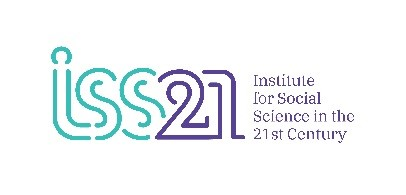 iss21
Institute
for Social
Science in the
21st Century